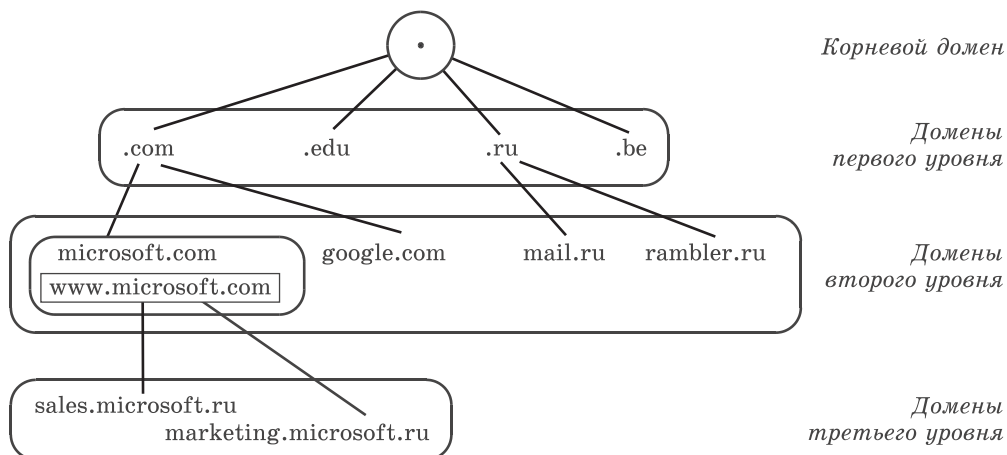 .
Корневой домен
.com .edu .ru .be
Домены
первого уровня
microsoft.com google.com mail.ru rambler.ru
www.microsoft.com
Домены
второго уровня
sales.microsoft.ru
marketing.microsoft.ru
Домены
третьего уровня